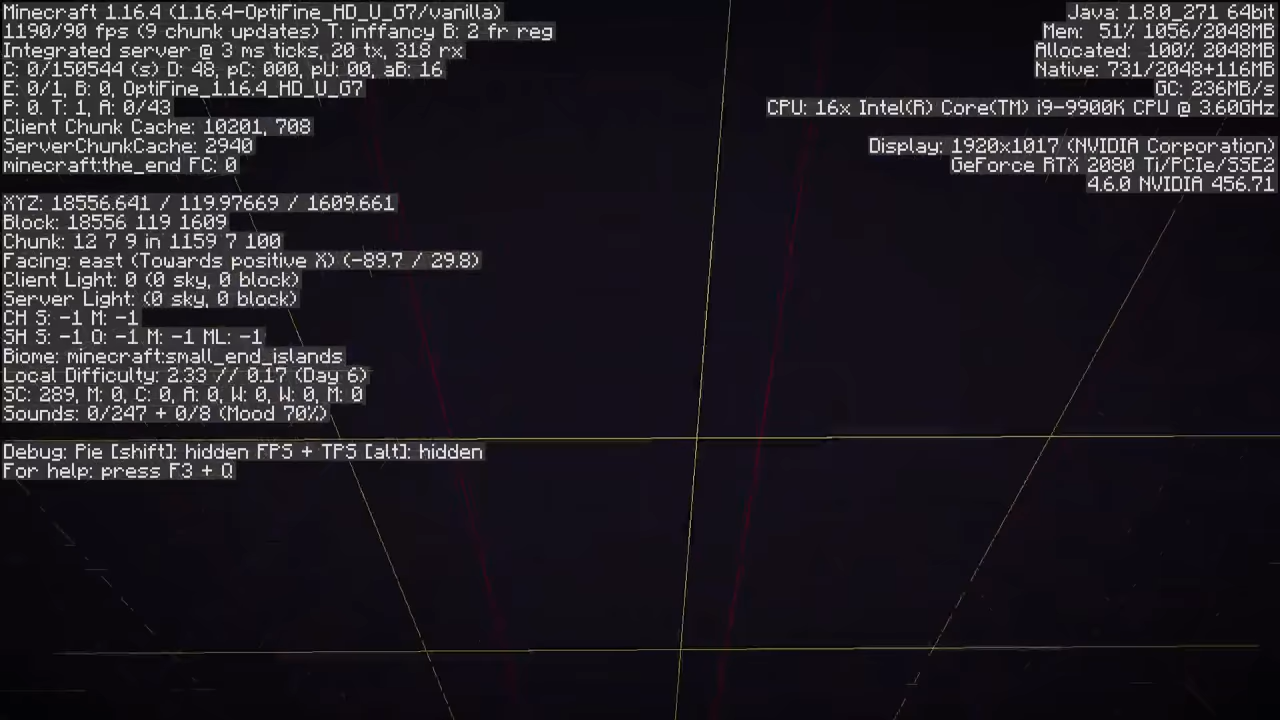 Minecraft 1.16.4 (1.16.4-OptiFine_HD_U_G7/vanilla)
1190/90 fps (9 chunk updates) T: inffancy B: 2 fr reg
Integrated server @ 3 ms ticks, 20 tx, 318 rx
C: 0/150544 (s) D: 48, pC: 000, pU: 00, aB: 16
E: 0/1, B: 0, OptiFine_1.16.4_HD_U_G7
P: 0. T: 1, A: 0/43
Client Chunk Cache: 10201, 708
ServerChunkCache: 2940
minecraft:the_end FC: 0
XYZ: 18556.641 / 119.97669 / 1609.661
Block: 18556 119 1609
Chunk: 12 7 9 in 1159 7 100
Facing: east (Towards positive X) (-89.7 / 29.8)
Client Light: 0 (0 sky, 0 block)
Server Light: (0 sky, 0 block)
CH S: -1 M: -1
SH S: -1 O: -1 M: -1 ML: -1
Biome: minecraft:small_end_islands
Local Difficulty: 2.33 // 0.17 (Day 6)
SC: 289, M: 0, C: 0, A: 0, W: 0, W: 0, M: 0
Sounds: 0/247 + 0/8 (Mood 70%)
Debug: Pie [shift]: hidden FPS + TPS [alt]: hidden
For help: press F3 + Q
Java: 1.8.0_271 64bit
Mem: 51% 1056/2048MB
Allocated: 100% 2048MB
Native: 731/2048+116MB
GC: 236MB/s
CPU: 16x Intel(R) Core(TM) i9-9900K CPU @ 3.60GHz
Display: 1920x1017 (NVIDIA Corporation)
GeForce RTX 2080 Ti/PCIe/SSE2
4.6.0 NVIDIA 456.71